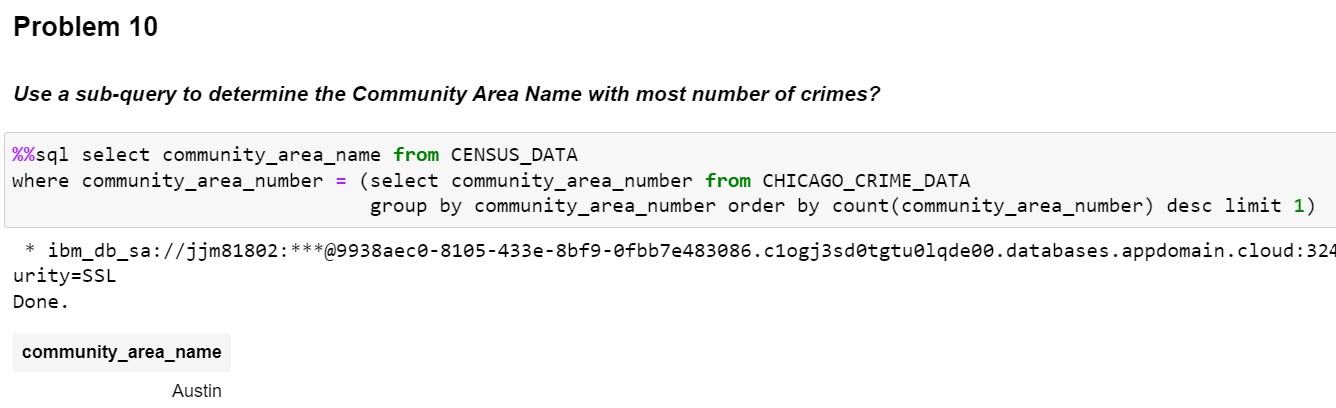 Problem 10
Use a sub-query to determine the Community Area Name with most number of crimes?
%%sql select community_area_name from CENSUS_DATA
where community_area_number = (select community_area_number from CHICAGO_CRIME_DATA
group by community_area_number order by count(community_area_number) desc limit 1)
* ibm_db_sa://jjm81802:***@9938aec0-8105-433e-8bf9-0fbb7e483086.c1ogj3sd0tgtu0lqde00.databases.appdomain.cloud:324
urity=SSL
Done.
community_area_name
Austin